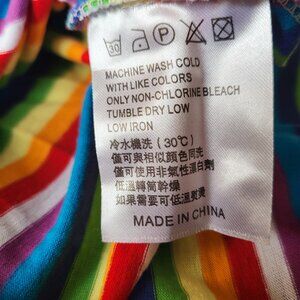 30
P
MACHINE WASH COLD
WITH LIKE COLORS
ONLY NON-CHLORINE BLEACH
TUMBLE DRY LOW
LOW IRON
冷水機洗 (30℃)
僅可與相似顏色同洗
僅可使用非氯性漂白劑
低溫轉筒幹燥
如果需要可低溫熨燙
MADE IN CHINA